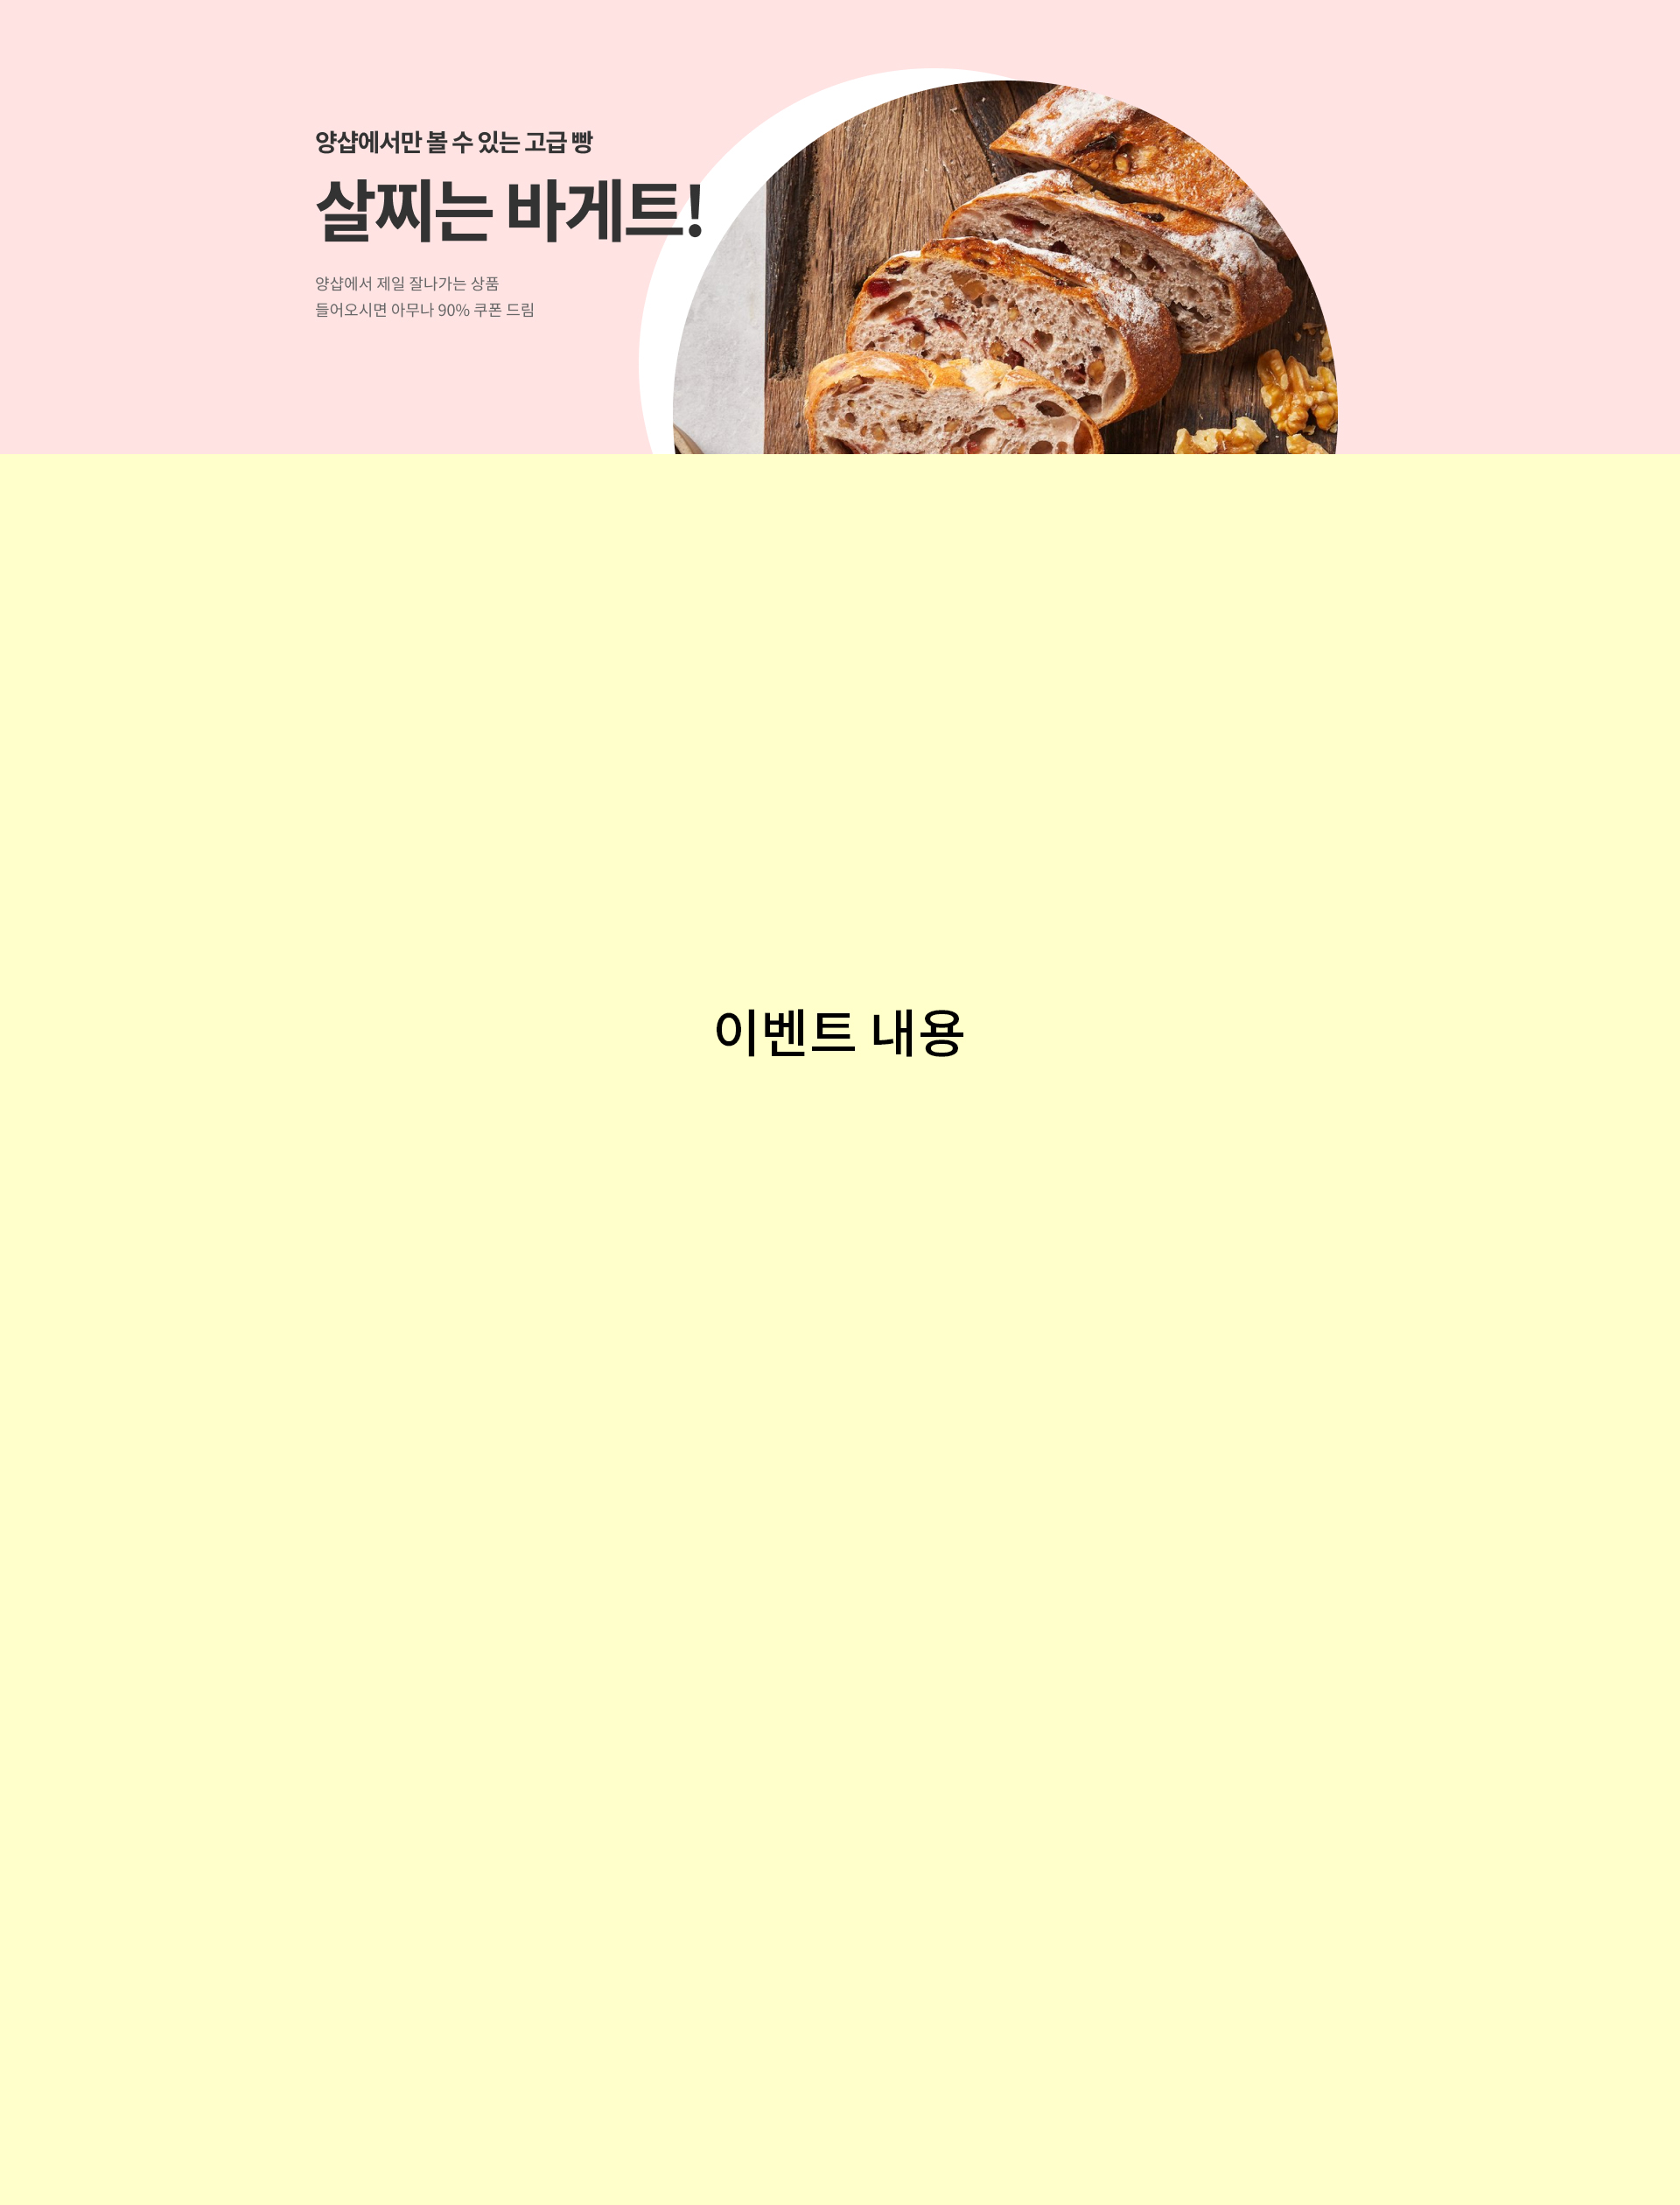 양샵에서만 볼 수 있는 고급 빵
살찌는 바게트!
양샵에서 제일 잘나가는 상품
들어오시면 아무나 90% 쿠폰 드림
이벤트 내용